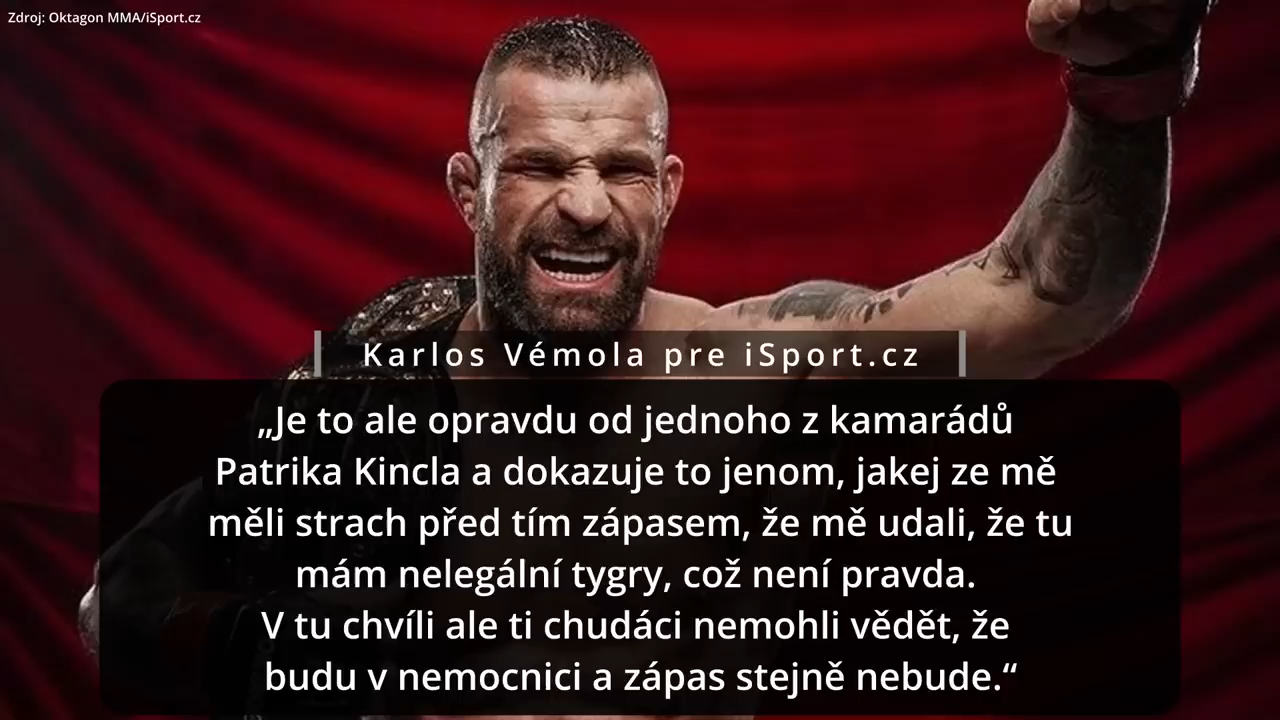 Zdroj: Oktagon MMA/iSport.cz
Karlos Vémola pre iSport.cz
„Je to ale opravdu od jednoho z kamarádů
Patrika Kincla a dokazuje to jenom, jakej ze mě
měli strach před tím zápasem, že mě udali, že tu
mám nelegální tygry, což není pravda.
V tu chvíli ale ti chudáci nemohli vědět, že
budu v nemocnici a zápas stejně nebude.“